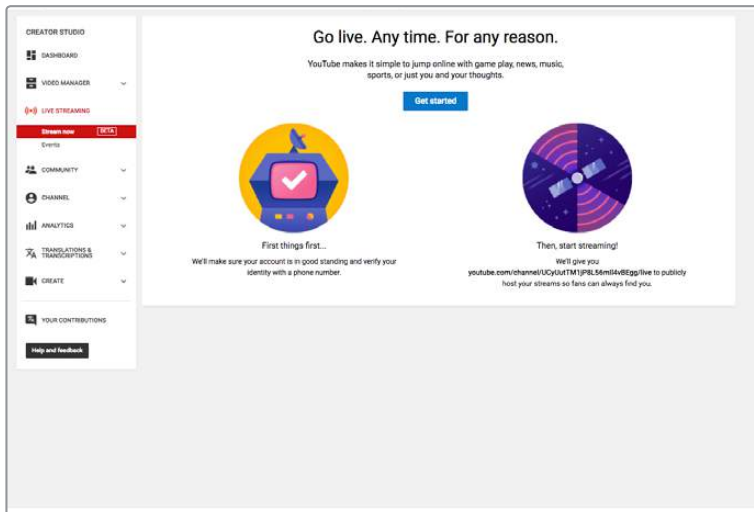 CREATOR STUDIO
DASHBOARD
VIDEO MANAGER
LIVE STREAMING
Stream now BETA
Events
COMMUNITY
CHANNEL
ANALYTICS
TRANSLATIONS &
TRANSCRIPTIONS
CREATE
YOUR CONTRIBUTIONS
Help and feedback
Go live. Any time. For any reason.
YouTube makes it simple to jump online with game play, news, music,
sports, or just you and your thoughts.
Get started
First things first...
We'll make sure your account is in good standing and verify your
identity with a phone number.
Then, start streaming!
We'll give you
to publicly
host your streams so fans can always find you.